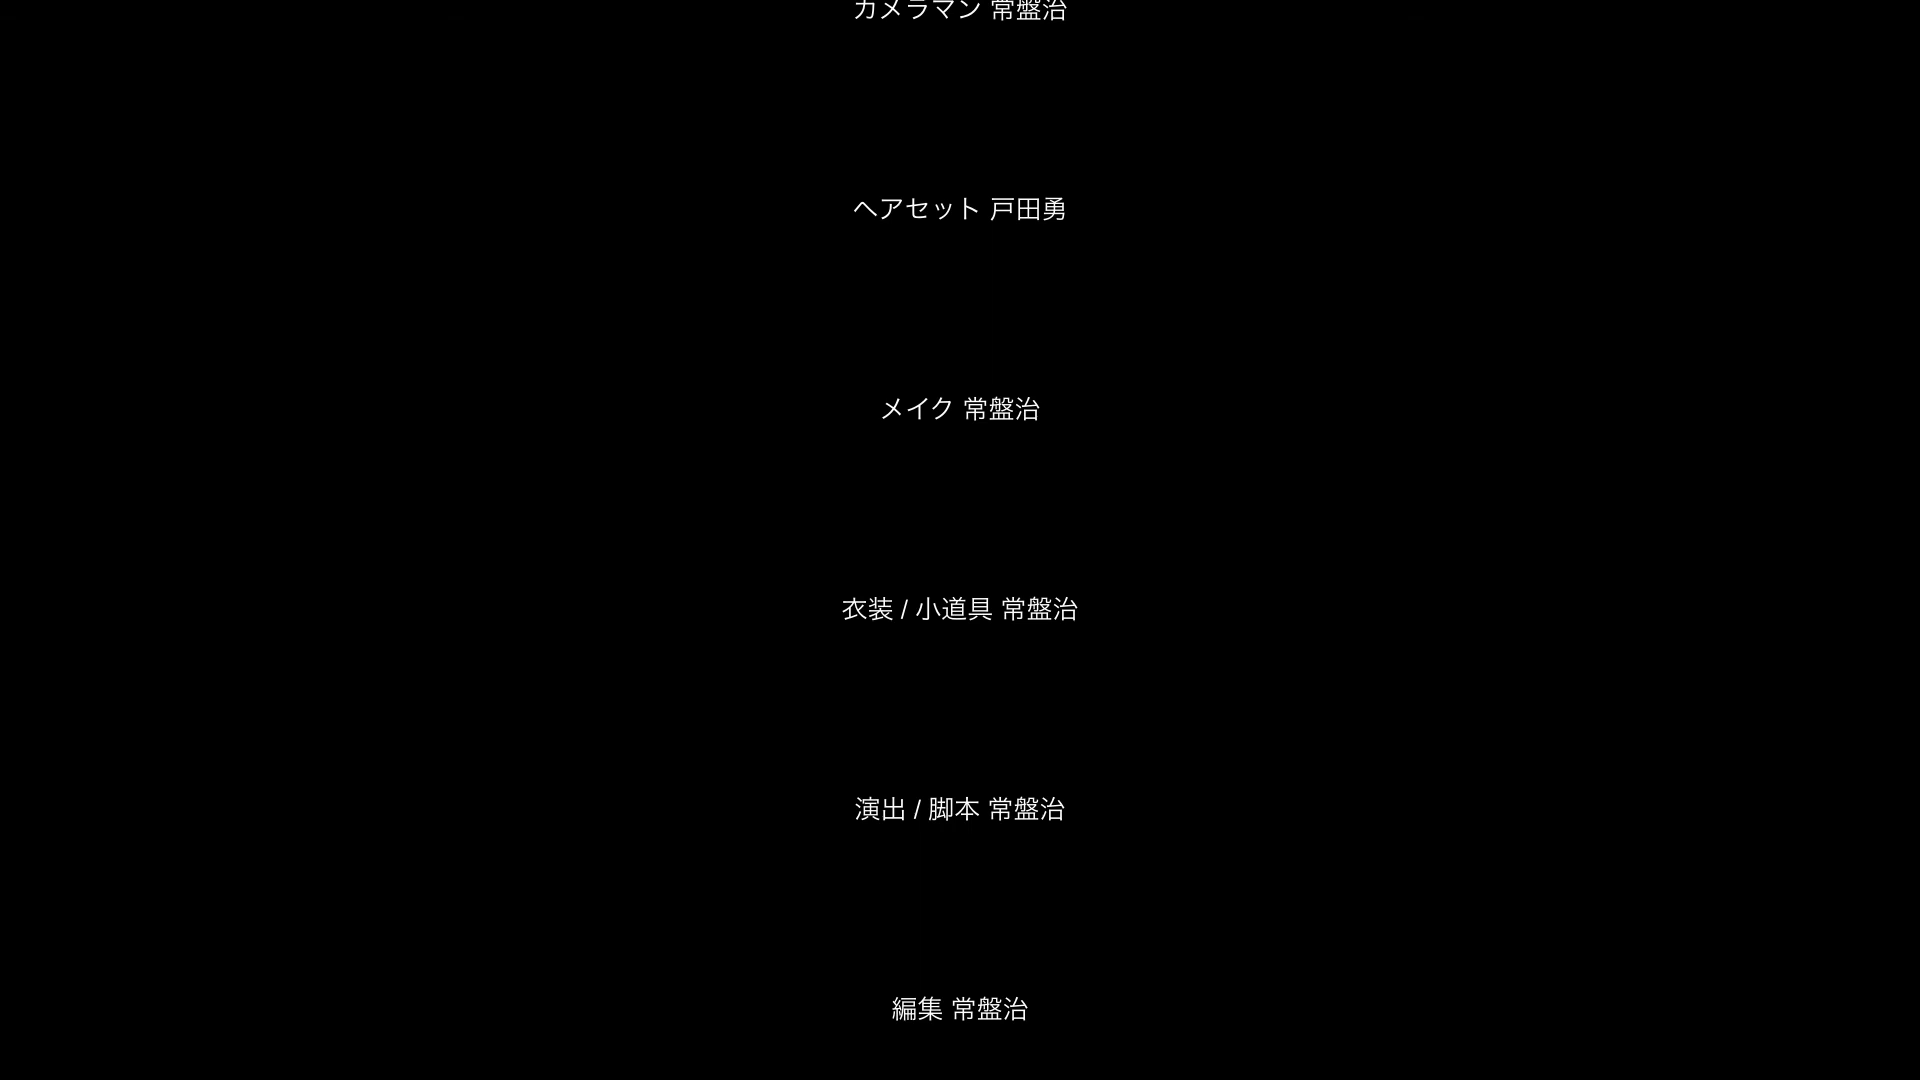 カメラマン 常盤治
ヘアセット 戸田勇
メイク 常盤治
衣装 / 小道具 常盤治
演出 / 脚本 常盤治
編集 常盤治